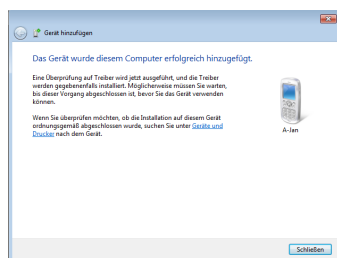 Gerät hinzufügen
Das Gerät wurde diesem Computer erfolgreich hinzugefügt.
Eine Überprüfung auf Treiber wird jetzt ausgeführt, und die Treiber
werden gegebenenfalls installiert. Möglicherweise müssen Sie warten,
bis dieser Vorgang abgeschlossen ist, bevor Sie das Gerät verwenden
können.
Wenn Sie überprüfen möchten, ob die Installation auf diesem Gerät
ordnungsgemäß abgeschlossen wurde, suchen Sie unter Geräte und
Drucker nach dem Gerät.
A-Jan
Schließen